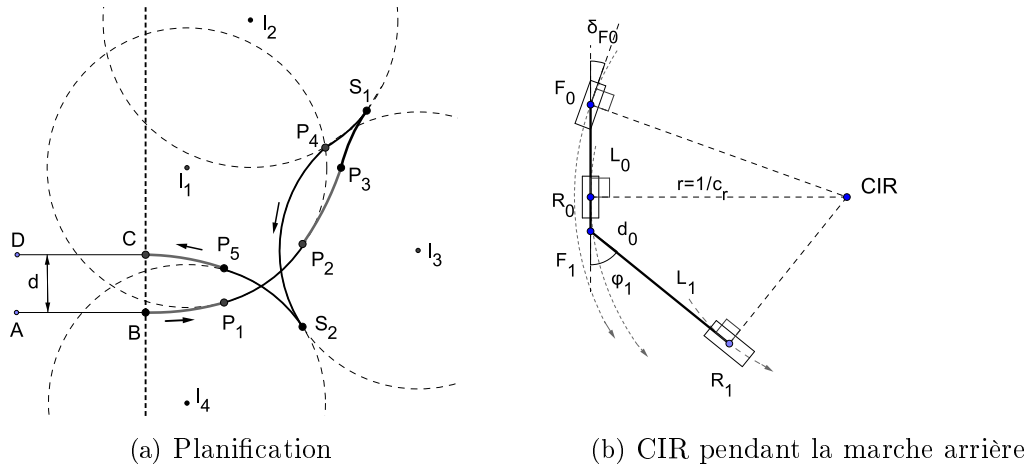 I2
S1
P4
I1
P3
D
C
P5
P2
I3
d
A
B
P1
S2
I4
(a) Planification
δF0
F0
L0
R0
r=1/cr
CIR
d0
F1
φ1
L1
R1
(b) CIR pendant la marche arrière